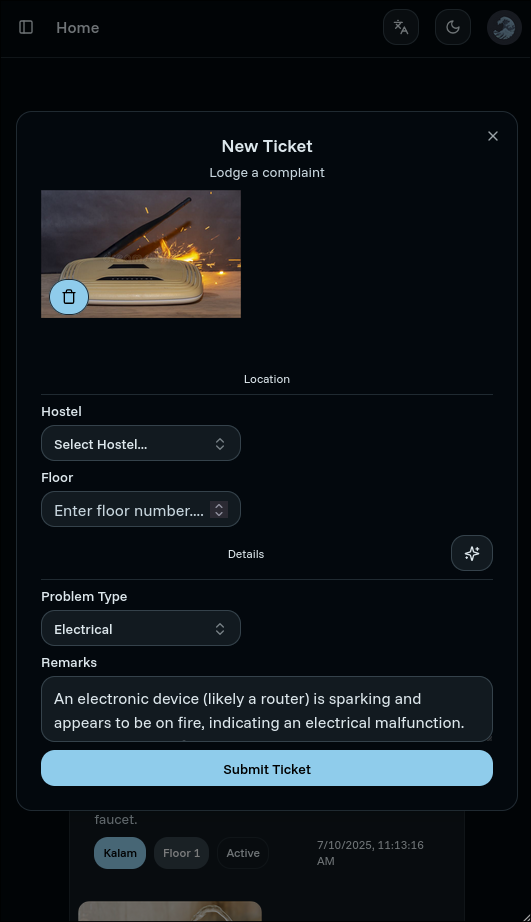 Home
New Ticket
Lodge a complaint
Location
Hostel
Select Hostel...
Floor
Enter floor number....
Details
Problem Type
Electrical
Remarks
An electronic device (likely a router) is sparking and
appears to be on fire, indicating an electrical malfunction.
Submit Ticket
faucet.
Kalam
Floor 1
Active
7/10/2025, 11:13:16
AM